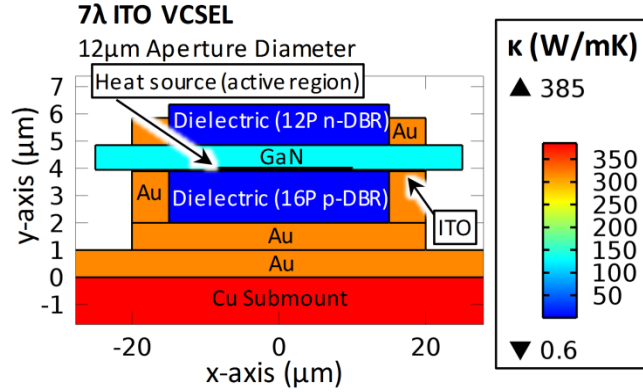 7λ ITO VCSEL
12μm Aperture Diameter
Heat source (active region)
Dielectric (12P n-DBR)
Au
GaN
Au
Dielectric (16P p-DBR)
ITO
Au
Au
Cu Submount
y-axis (μm)
7
6
5
4
3
2
1
0
-1
-20
0
20
x-axis (μm)
κ (W/mK)
▲ 385
350
300
250
200
150
100
50
▼ 0.6